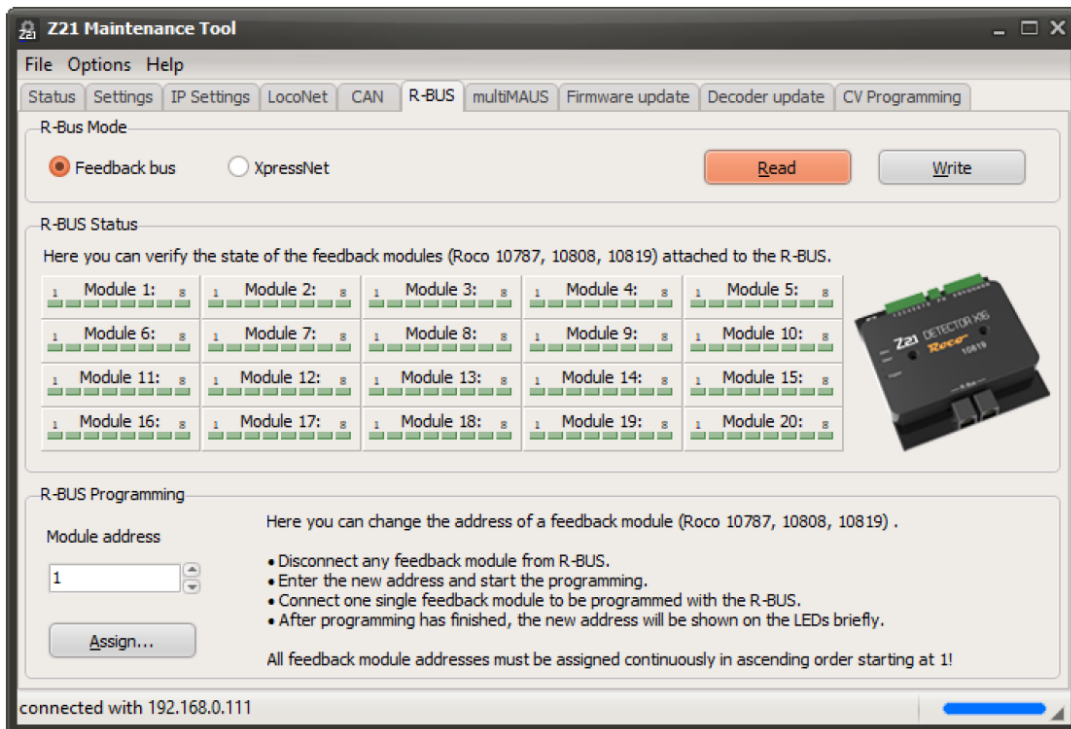 Z21 Maintenance Tool
File Options Help
Status Settings IP Settings LocoNet CAN R-BUS multiMAUS Firmware update Decoder update CV Programming
R-Bus Mode
Feedback bus XpressNet Read Write
R-BUS Status
Here you can verify the state of the feedback modules (Roco 10787, 10808, 10819) attached to the R-BUS.
1 Module 1: 8 1 Module 2: 8 1 Module 3: 8 1 Module 4: 8 1 Module 5: 8
1 Module 6: 8 1 Module 7: 8 1 Module 8: 8 1 Module 9: 8 1 Module 10: 8
1 Module 11: 8 1 Module 12: 8 1 Module 13: 8 1 Module 14: 8 1 Module 15: 8
1 Module 16: 8 1 Module 17: 8 1 Module 18: 8 1 Module 19: 8 1 Module 20: 8
Z21 DETECTOR X16
Roco 10819
R-Bus
R-BUS Programming
Module address
1
Assign...
Here you can change the address of a feedback module (Roco 10787, 10808, 10819) .
• Disconnect any feedback module from R-BUS.
• Enter the new address and start the programming.
• Connect one single feedback module to be programmed with the R-BUS.
• After programming has finished, the new address will be shown on the LEDs briefly.
All feedback module addresses must be assigned continuously in ascending order starting at 1!
connected with 192.168.0.111